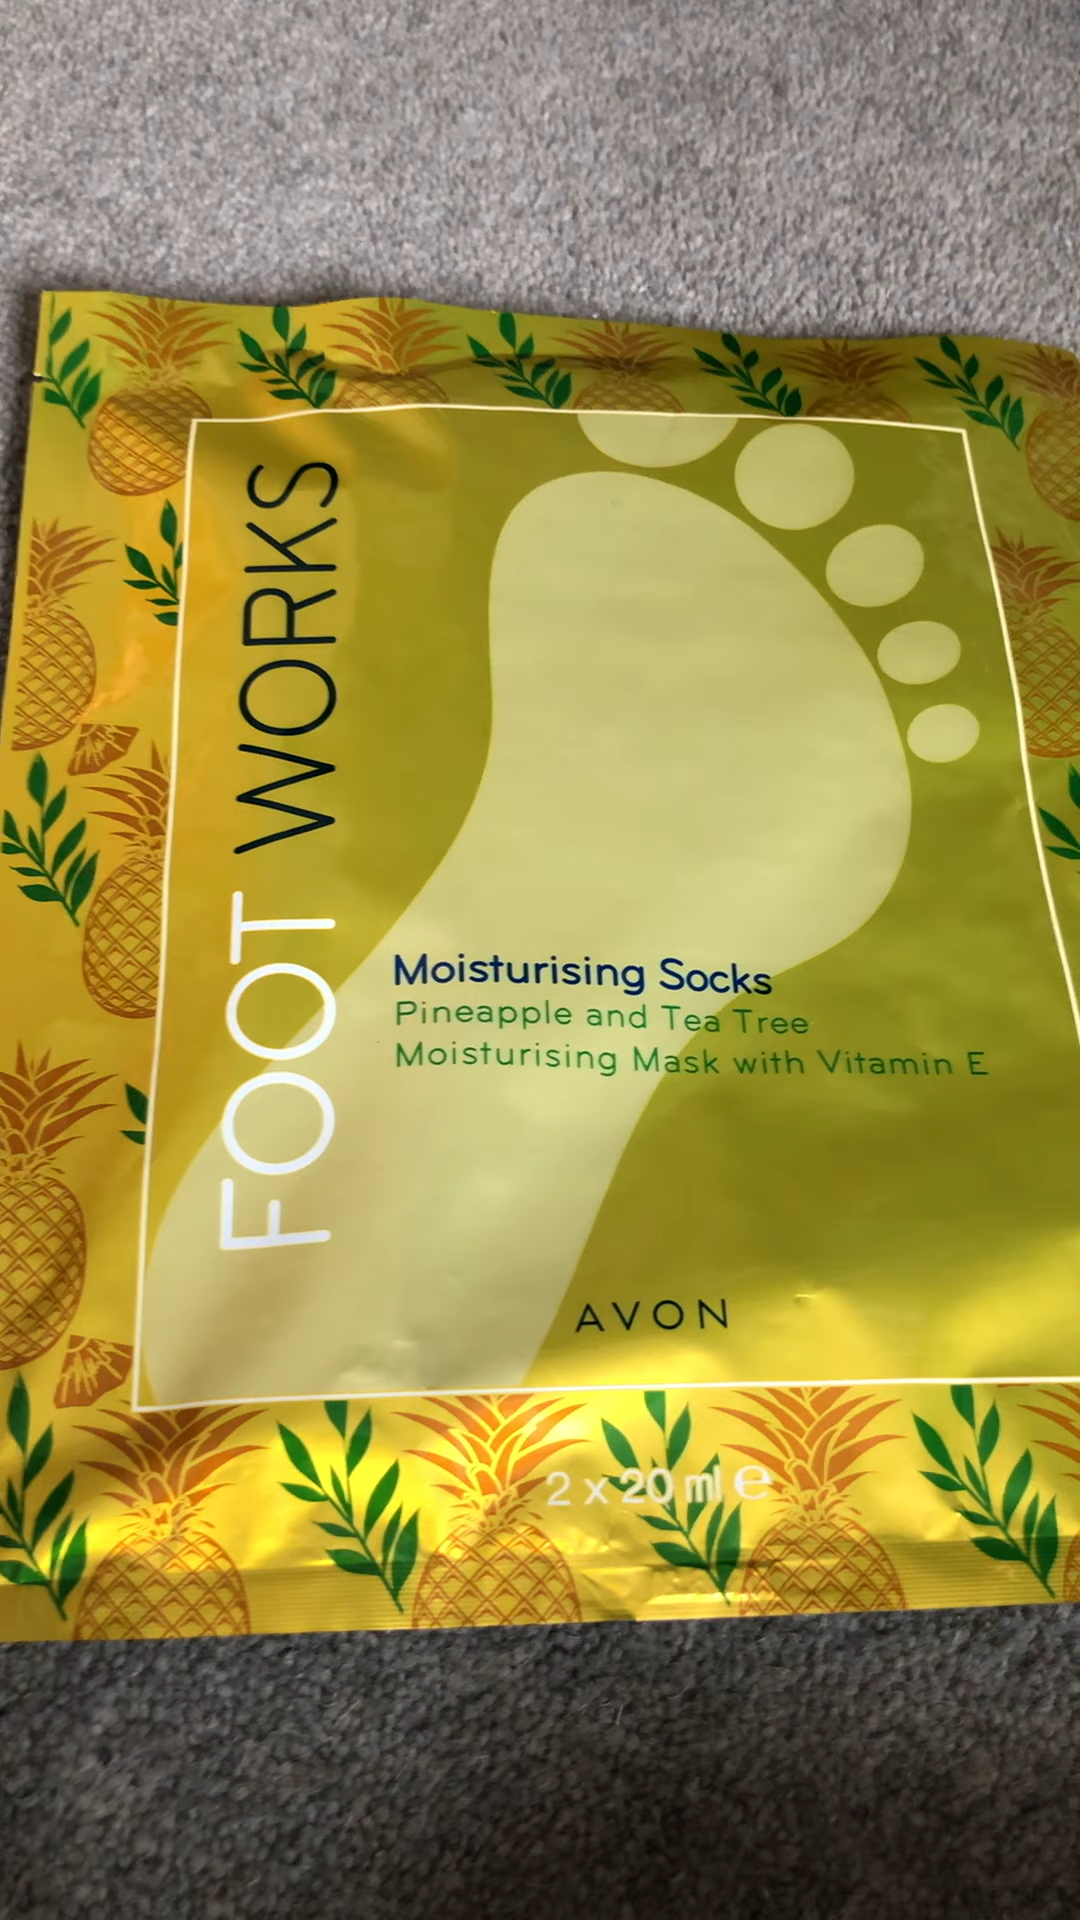 FOOT WORKS
Moisturising Socks
Pineapple and Tea Tree
Moisturising Mask with Vitamin E
AVON
2 x 20 ml ℮